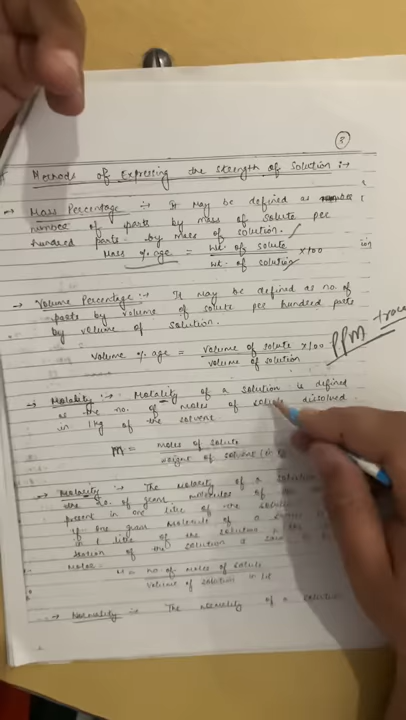 3
Methods of Expressing the strength of Solution :-
→ Mass Percentage :- It may be defined as
number of parts by mass of solute per
hundred parts by mass of solution.
Mass %age = wt. of solute / wt. of solution ×100
→ Volume Percentage :- It may be defined as no. of
parts by volume of solute per hundred parts
by volume of solution.
Volume %age = volume of solute / volume of solution ×100
PPM
→ Molality :- Molality of a solution is defined
as the no. of moles of solute dissolved
in 1 kg of the solvent
m = moles of solute / weight of solvent
→ Molarity :- The molarity of a solution
the no. of gram molecules of
present in one litre of the solution
if one gram molecule of a
in 1 litre of the solution
of the solution
Molar
M = no. of moles of solute / volume of solution in lit
→ Normality :- The normality of a solution